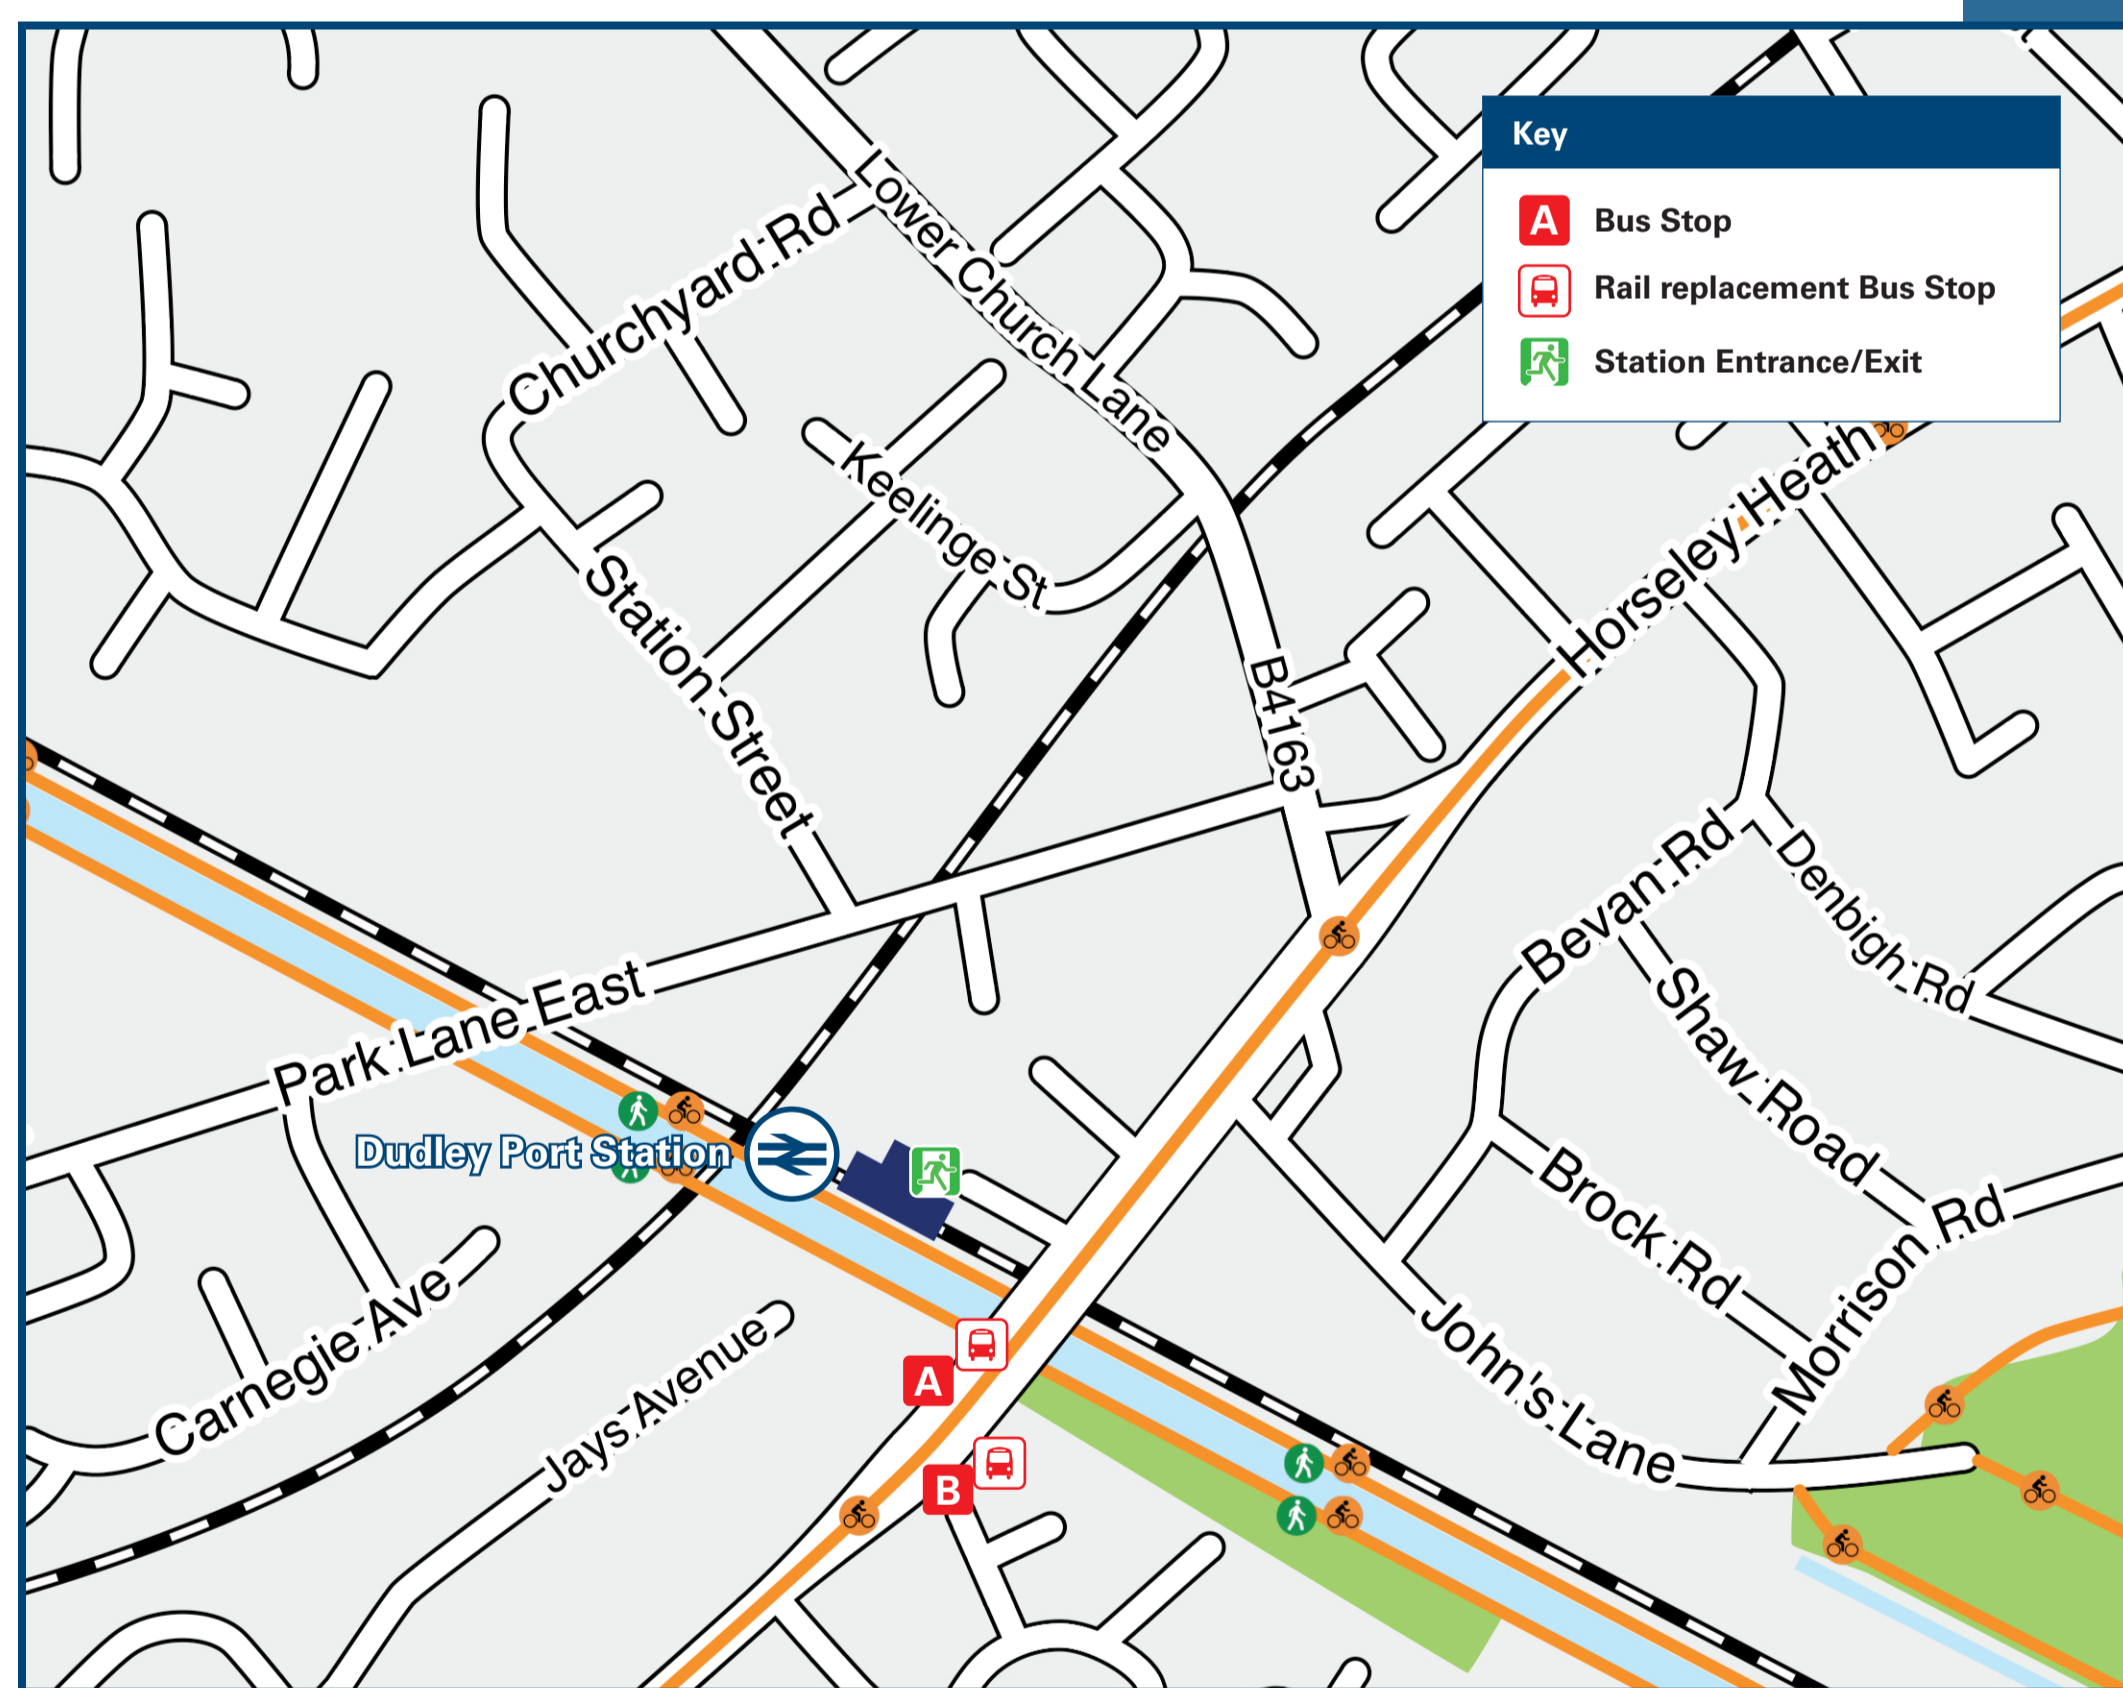 Key
A Bus Stop
Rail replacement Bus Stop
Station Entrance/Exit
Lower Church Lane
Churchyard Rd
Keelinge St
Station Street
Horseley Heath
B4163
Bevan Rd
Denbigh Rd
Park Lane East
Shaw Road
Dudley Port Station
Brock Rd
Morrison Rd
Carnegie Ave
Jays Avenue
John's Lane
A
B